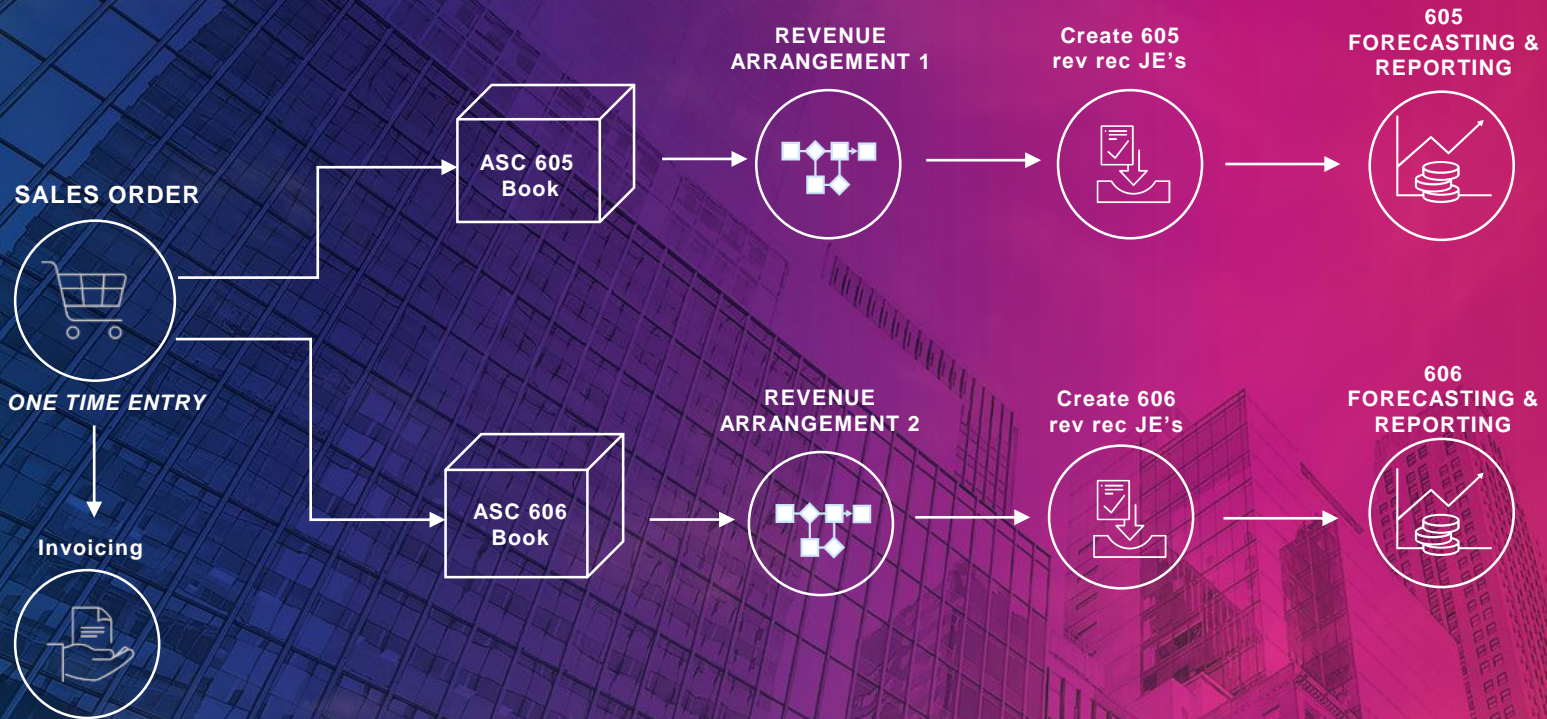 SALES ORDER
ONE TIME ENTRY
Invoicing
ASC 605
Book
REVENUE
ARRANGEMENT 1
Create 605
rev rec JE's
605
FORECASTING &
REPORTING
ASC 606
Book
REVENUE
ARRANGEMENT 2
Create 606
rev rec JE's
606
FORECASTING &
REPORTING